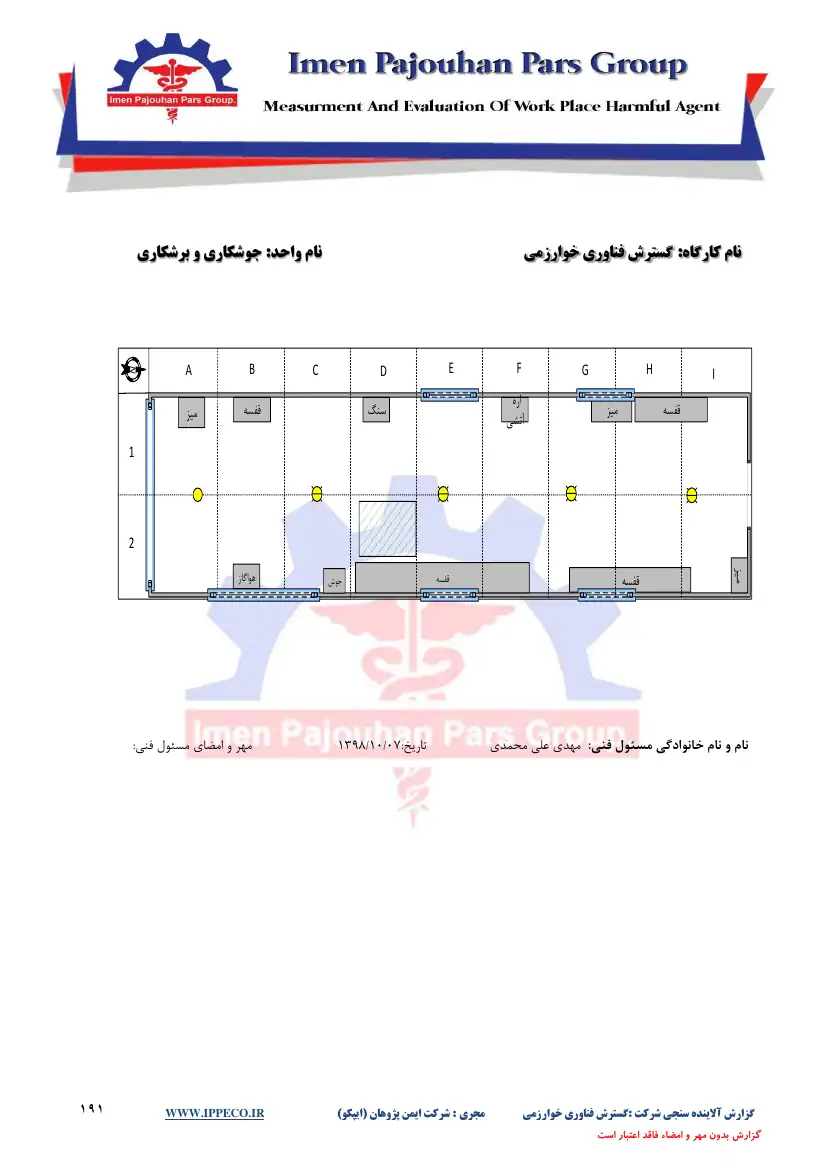 Imen Pajouhan Pars Group
Measurment And Evaluation Of Work Place Harmful Agent
Imen Pajouhan Pars Group.
نام کارگاه: گسترش فناوری خوارزمی نام واحد: جوشکاری و برشکاری
A B C D E F G H I
میز قفسه سنگ اره آتشی میز قفسه
1
2
هواگاز جوش قفسه قفسه میز
Imen Pajouhan Pars Group.
نام و نام خانوادگی مسئول فنی: مهدی علی محمدی تاریخ:۱۳۹۸/۱۰/۰۷ مهر و امضای مسئول فنی:
گزارش آلاینده سنجی شرکت :گسترش فناوری خوارزمی مجری : شرکت ایمن پژوهان (ایپکو) WWW.IPPECO.IR ۱۹۱
گزارش بدون مهر و امضاء فاقد اعتبار است